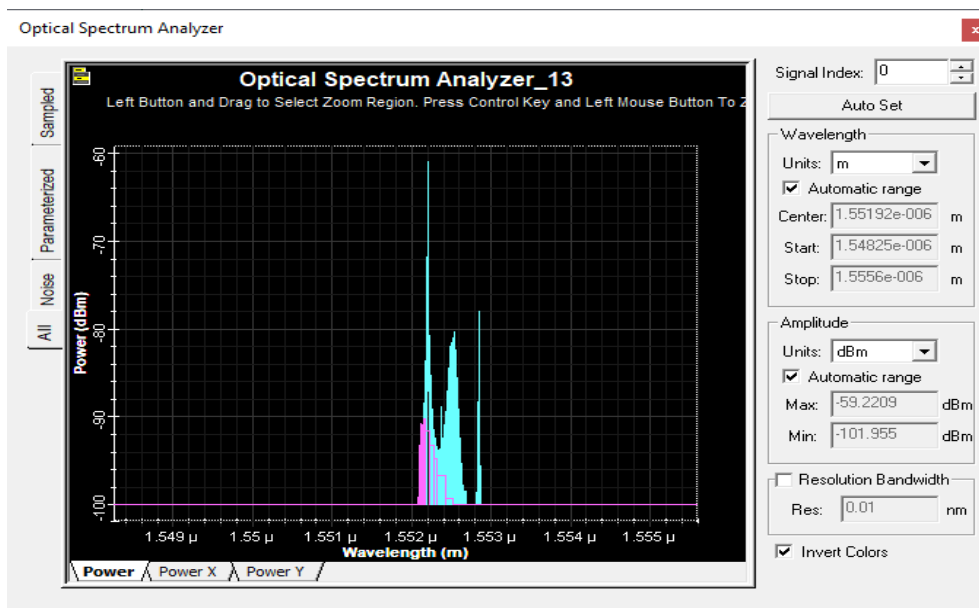 Optical Spectrum Analyzer
x
Sampled
Parameterized
Noise
All
Optical Spectrum Analyzer_13
Left Button and Drag to Select Zoom Region. Press Control Key and Left Mouse Button To Z
Power (dBm)
-60
-70
-80
-90
-100
1.549 µ 1.55 µ 1.551 µ 1.552 µ 1.553 µ 1.554 µ 1.555 µ
Wavelength (m)
Power Power X Power Y
Signal Index: 0
Auto Set
Wavelength
Units: m
Automatic range
Center: 1.55192e-006 m
Start: 1.54825e-006 m
Stop: 1.5556e-006 m
Amplitude
Units: dBm
Automatic range
Max: -59.2209 dBm
Min: -101.955 dBm
Resolution Bandwidth
Res: 0.01 nm
Invert Colors